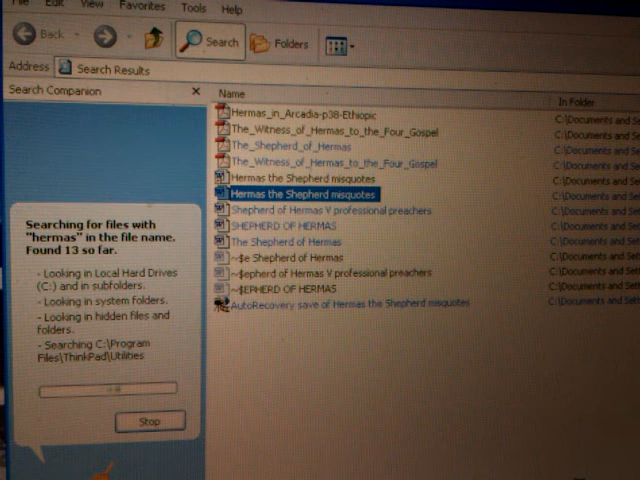 File Edit View Favorites Tools Help
Back Search Folders
Address Search Results
Search Companion
Name In Folder
Hermas_in_Arcadia-p38-Ethiopic C:\Documents and Se
The_Witness_of_Hermas_to_the_Four_Gospel C:\Documents and Se
The_Shepherd_of_Hermas C:\Documents and Se
The_Witness_of_Hermas_to_the_Four_Gospel C:\Documents and Se
Hermas the Shepherd misquotes C:\Documents and Se
Hermas the Shepherd misquotes C:\Documents and Se
Shepherd of Hermas V professional preachers C:\Documents and Se
SHEPHERD OF HERMAS C:\Documents and Se
The Shepherd of Hermas C:\Documents and Se
~$e Shepherd of Hermas C:\Documents and Set
~$epherd of Hermas V professional preachers C:\Documents and Set
~$EPHERD OF HERMAS C:\Documents and Set
AutoRecovery save of Hermas the Shepherd misquotes C:\Documents and Set
Searching for files with
"hermas" in the file name.
Found 13 so far.
- Looking in Local Hard Drives
(C:) and in subfolders.
- Looking in system folders.
- Looking in hidden files and
folders.
- Searching C:\Program
Files\ThinkPad\Utilities
Stop